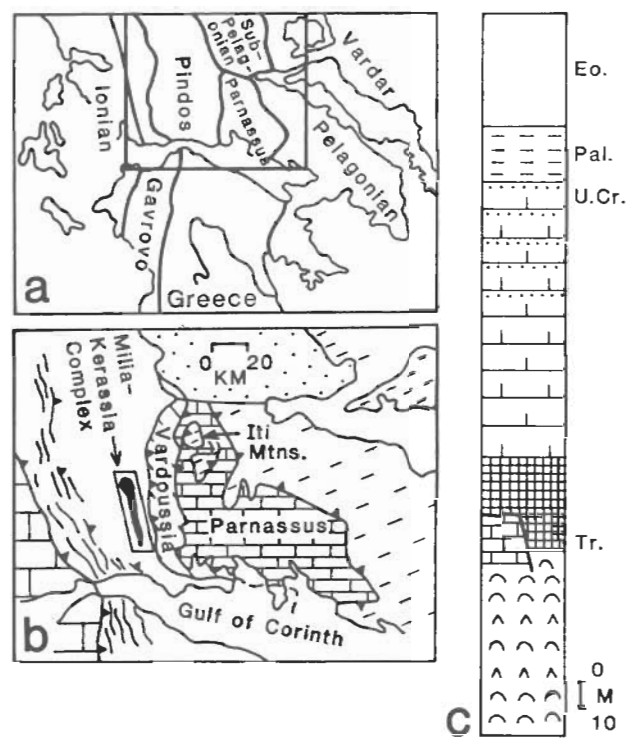 Ionian
Pindos
Sub-
Pelag-
onian
Parnassus
Vardar
Pelagonian
Gavrovo
Greece
a
Milia-
Kerassia
Complex
0 20
KM
Iti
Mtns.
Vardoussia
Parnassus
Gulf of Corinth
b
Eo.
Pal.
U.Cr.
Tr.
0
M
10
C